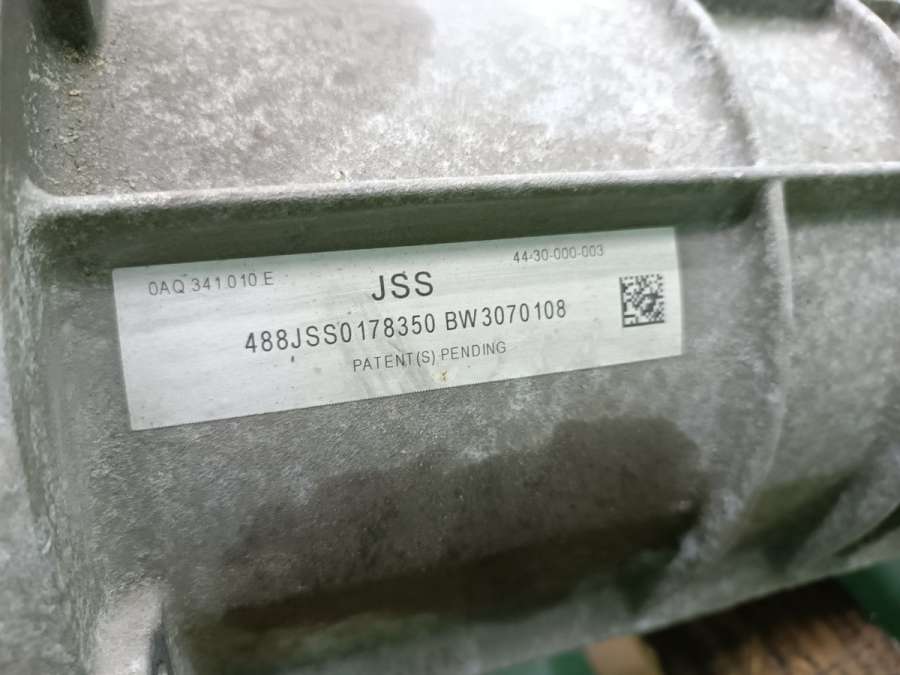 0AQ 341 010 E
44-30-000-003
JSS
488JSS0178350 BW3070108
PATENT(S) PENDING